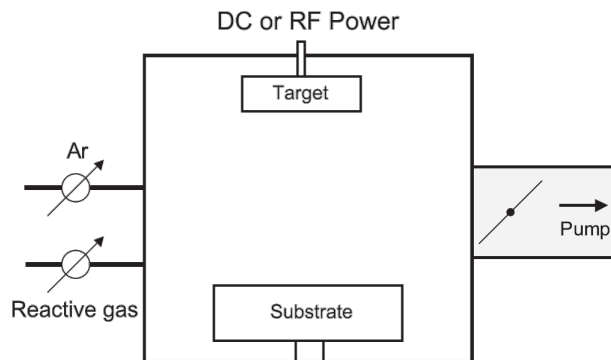 DC or RF Power
Target
Ar
Pump
Reactive gas
Substrate